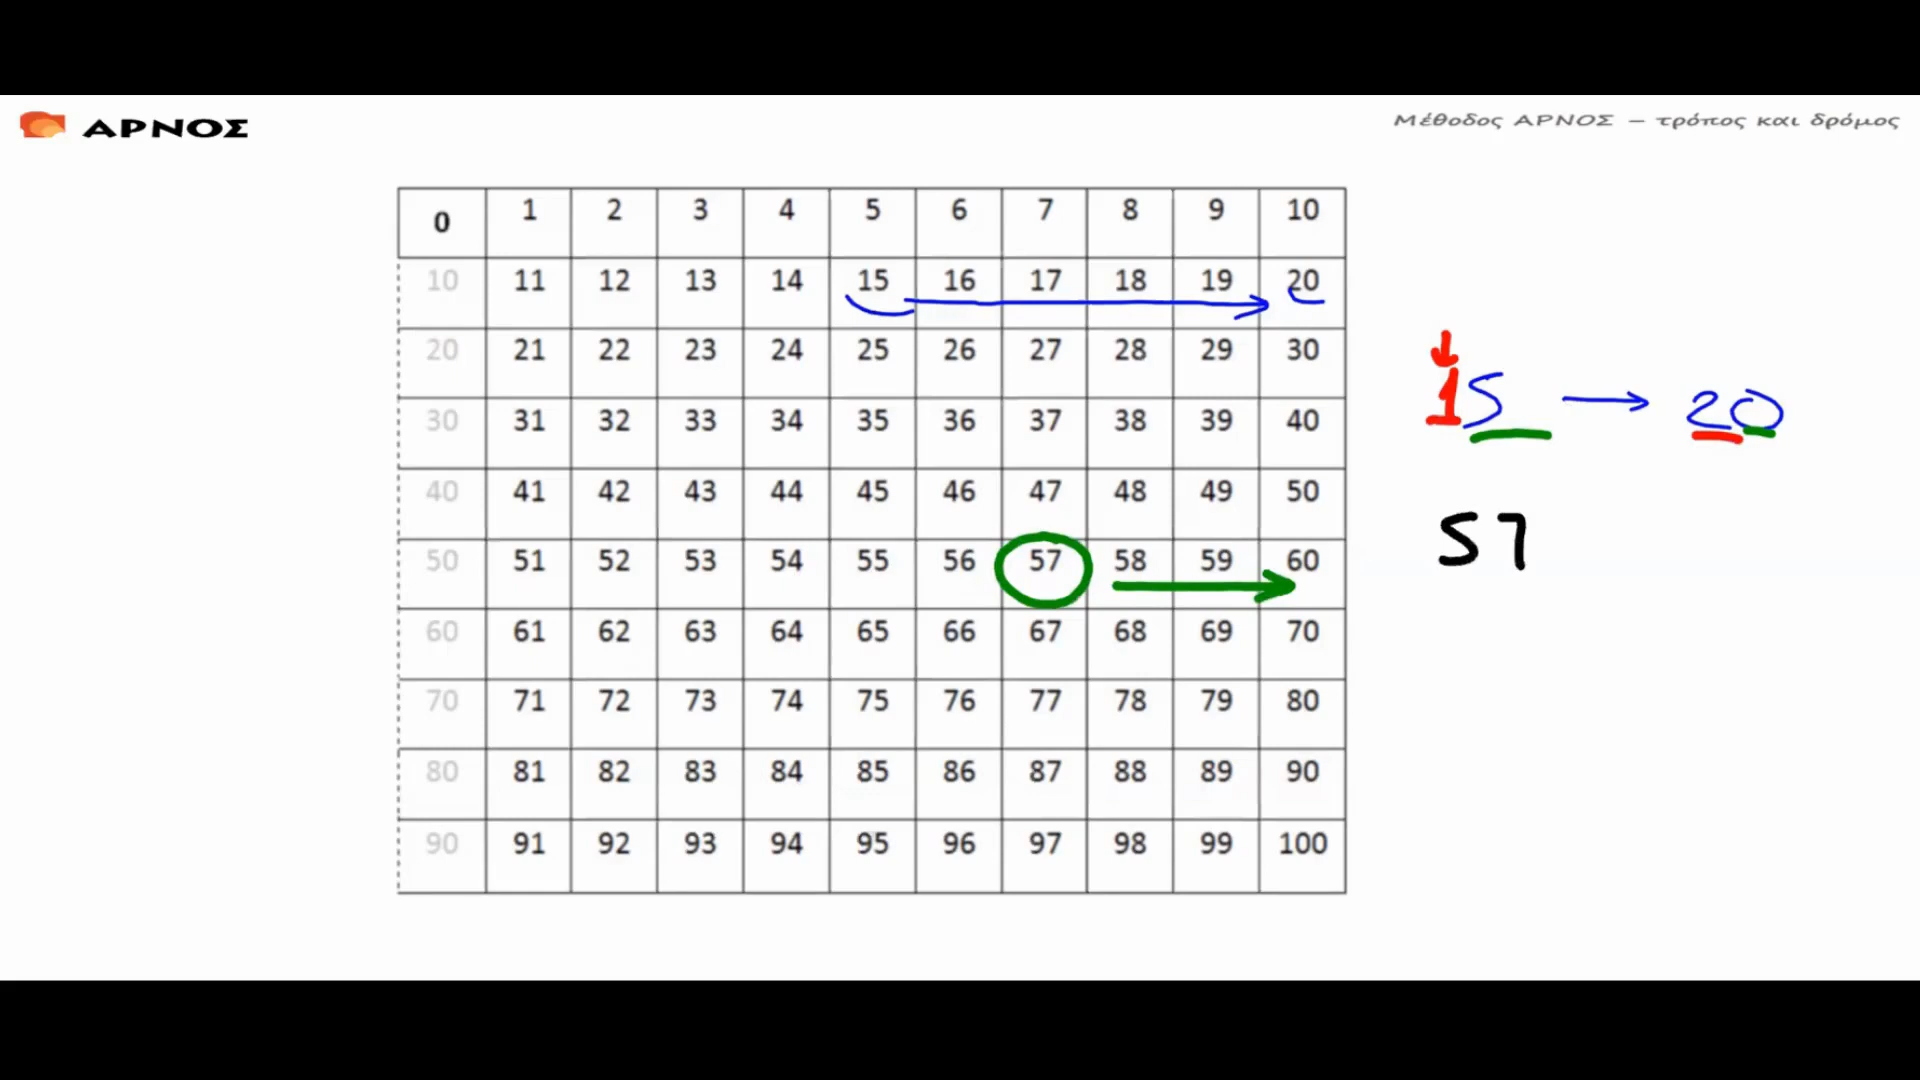 ΑΡΝΟΣ
Μέθοδος ΑΡΝΟΣ – τρόπος και δρόμος
0 1 2 3 4 5 6 7 8 9 10
10 11 12 13 14 15 16 17 18 19 20
20 21 22 23 24 25 26 27 28 29 30
30 31 32 33 34 35 36 37 38 39 40
40 41 42 43 44 45 46 47 48 49 50
50 51 52 53 54 55 56 57 58 59 60
60 61 62 63 64 65 66 67 68 69 70
70 71 72 73 74 75 76 77 78 79 80
80 81 82 83 84 85 86 87 88 89 90
90 91 92 93 94 95 96 97 98 99 100
15 → 20
57